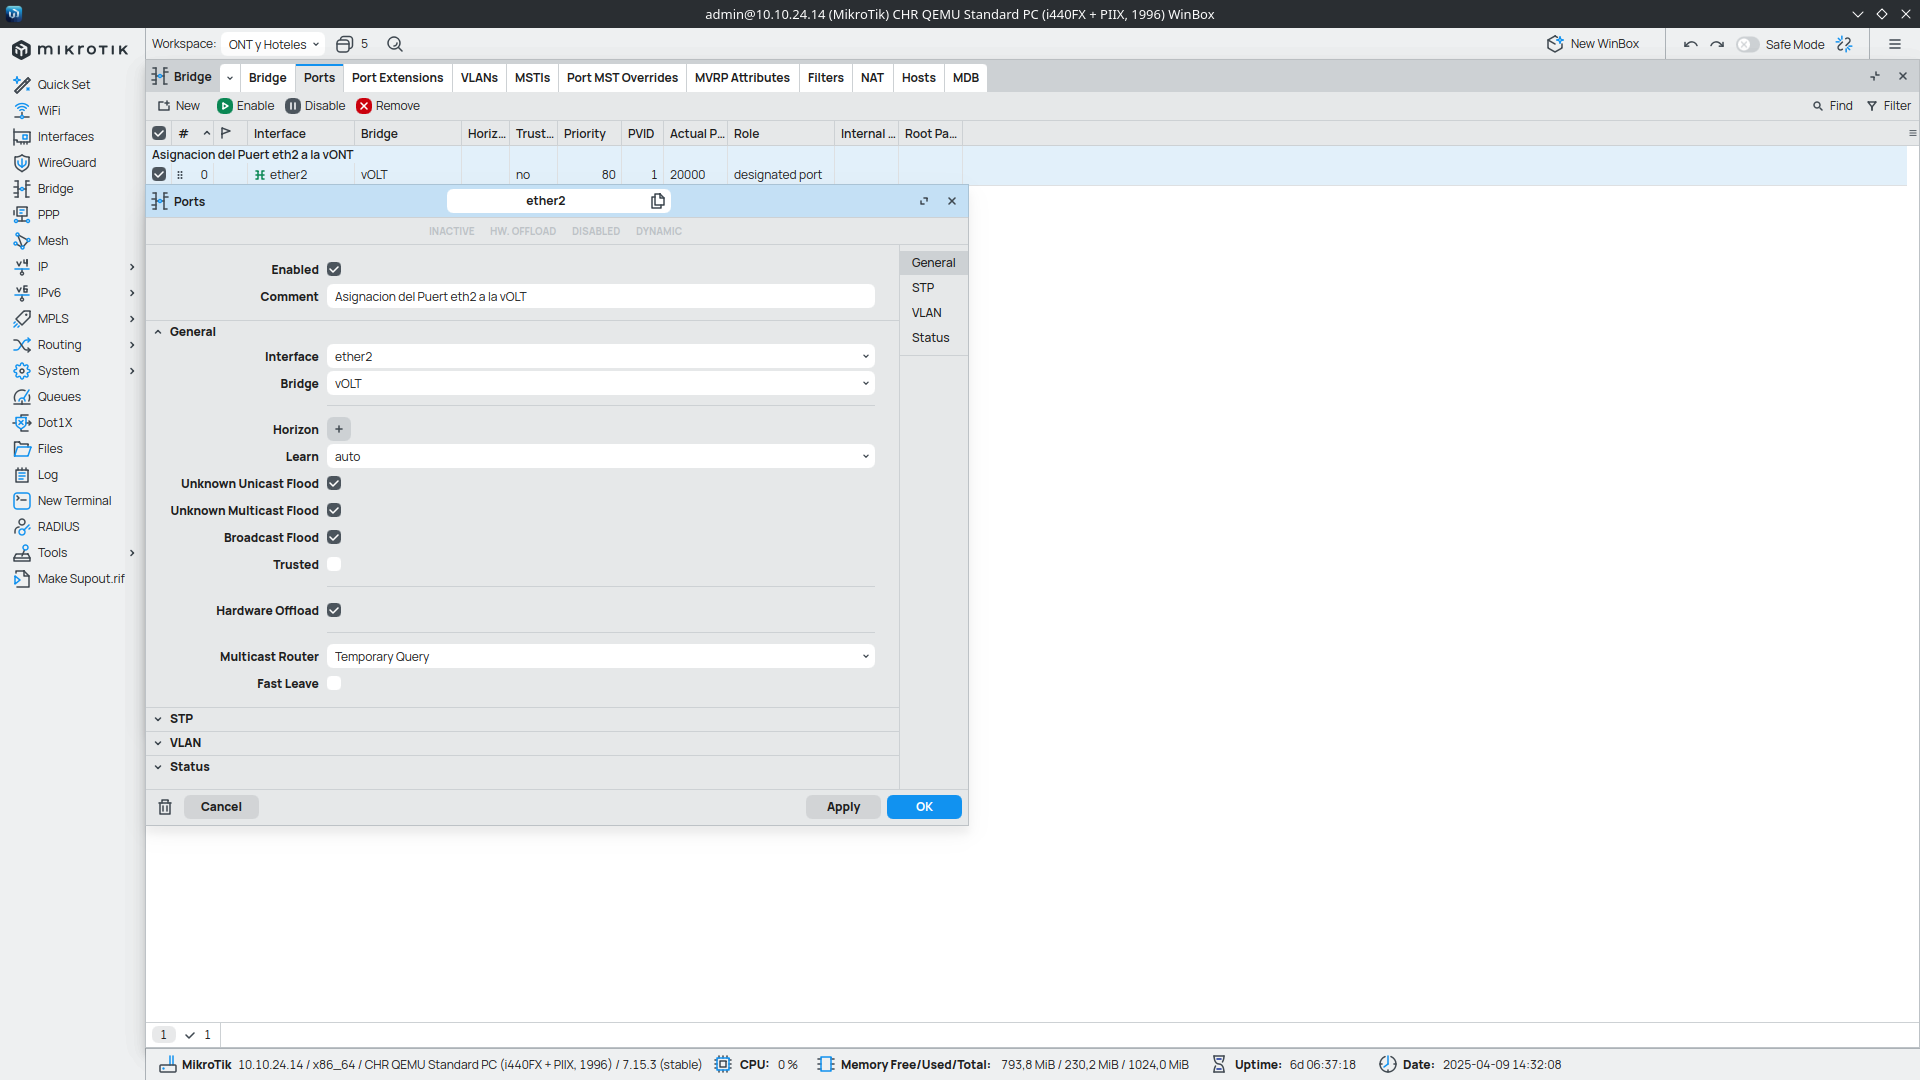 admin@10.10.24.14 (MikroTik) CHR QEMU Standard PC (i440FX + PIIX, 1996) WinBox
MikroTik
Workspace: ONT y Hoteles 5
New WinBox Safe Mode
Quick Set
WiFi
Interfaces
WireGuard
Bridge
PPP
Mesh
IP
IPv6
MPLS
Routing
System
Queues
Dot1X
Files
Log
New Terminal
RADIUS
Tools
Make Supout.rif
Bridge Bridge Ports Port Extensions VLANs MSTIs Port MST Overrides MVRP Attributes Filters NAT Hosts MDB
New Enable Disable Remove Find Filter
# Interface Bridge Horiz... Trust... Priority PVID Actual P... Role Internal ... Root Pa...
Asignacion del Puert eth2 a la vONT
0 ether2 vOLT no 80 1 20000 designated port
Ports ether2
INACTIVE HW. OFFLOAD DISABLED DYNAMIC
Enabled
Comment Asignacion del Puert eth2 a la vOLT
General
Interface ether2
Bridge vOLT
Horizon +
Learn auto
Unknown Unicast Flood
Unknown Multicast Flood
Broadcast Flood
Trusted
Hardware Offload
Multicast Router Temporary Query
Fast Leave
STP
VLAN
Status
General
STP
VLAN
Status
Cancel Apply OK
1 1
MikroTik 10.10.24.14 / x86_64 / CHR QEMU Standard PC (i440FX + PIIX, 1996) / 7.15.3 (stable) CPU: 0 % Memory Free/Used/Total: 793,8 MiB / 230,2 MiB / 1024,0 MiB Uptime: 6d 06:37:18 Date: 2025-04-09 14:32:08